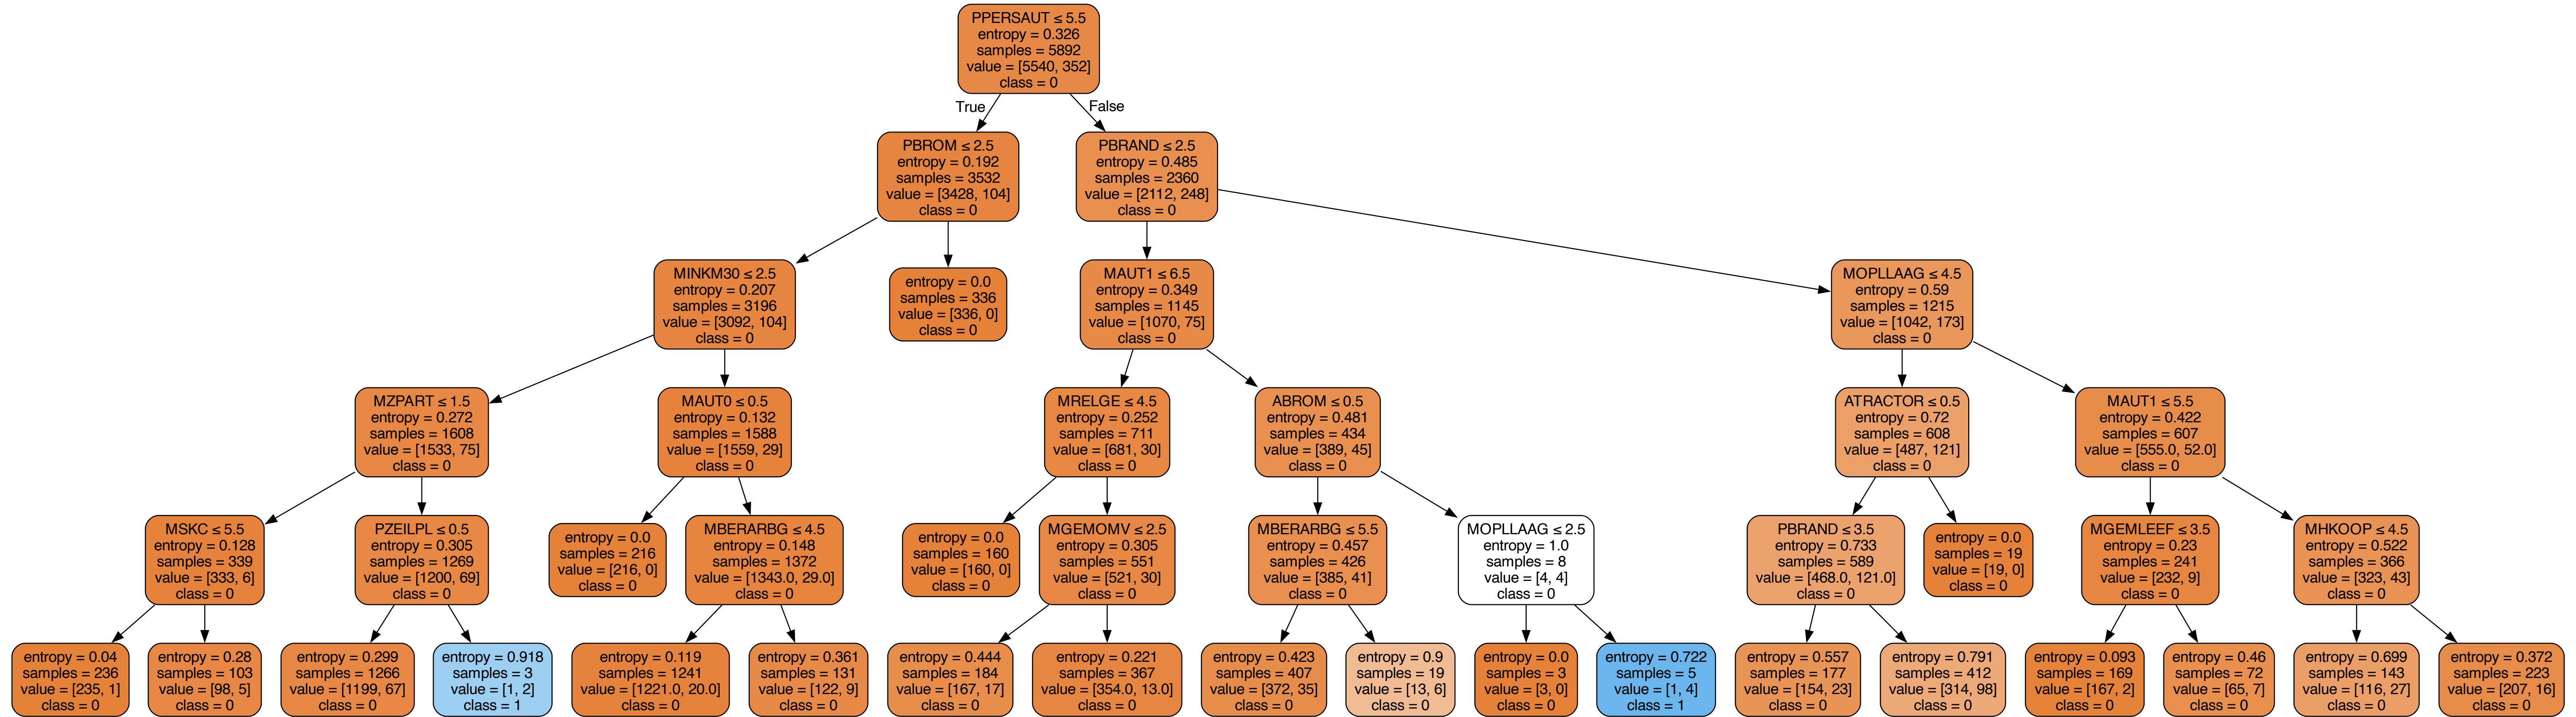 PPERSAUT ≤ 5.5
entropy = 0.326
samples = 5892
value = [5540, 352]
class = 0
True
False
PBROM ≤ 2.5
entropy = 0.192
samples = 3532
value = [3428, 104]
class = 0
PBRAND ≤ 2.5
entropy = 0.485
samples = 2360
value = [2112, 248]
class = 0
MINKM30 ≤ 2.5
entropy = 0.207
samples = 3196
value = [3092, 104]
class = 0
entropy = 0.0
samples = 336
value = [336, 0]
class = 0
MAUT1 ≤ 6.5
entropy = 0.349
samples = 1145
value = [1070, 75]
class = 0
MOPLLAAG ≤ 4.5
entropy = 0.59
samples = 1215
value = [1042, 173]
class = 0
MZPART ≤ 1.5
entropy = 0.272
samples = 1608
value = [1533, 75]
class = 0
MAUT0 ≤ 0.5
entropy = 0.132
samples = 1588
value = [1559, 29]
class = 0
MRELGE ≤ 4.5
entropy = 0.252
samples = 711
value = [681, 30]
class = 0
ABROM ≤ 0.5
entropy = 0.481
samples = 434
value = [389, 45]
class = 0
ATRACTOR ≤ 0.5
entropy = 0.72
samples = 608
value = [487, 121]
class = 0
MAUT1 ≤ 5.5
entropy = 0.422
samples = 607
value = [555.0, 52.0]
class = 0
MSKC ≤ 5.5
entropy = 0.128
samples = 339
value = [333, 6]
class = 0
PZEILPL ≤ 0.5
entropy = 0.305
samples = 1269
value = [1200, 69]
class = 0
entropy = 0.0
samples = 216
value = [216, 0]
class = 0
MBERARBG ≤ 4.5
entropy = 0.148
samples = 1372
value = [1343.0, 29.0]
class = 0
entropy = 0.0
samples = 160
value = [160, 0]
class = 0
MGEMOMV ≤ 2.5
entropy = 0.305
samples = 551
value = [521, 30]
class = 0
MBERARBG ≤ 5.5
entropy = 0.457
samples = 426
value = [385, 41]
class = 0
MOPLLAAG ≤ 2.5
entropy = 1.0
samples = 8
value = [4, 4]
class = 0
PBRAND ≤ 3.5
entropy = 0.733
samples = 589
value = [468.0, 121.0]
class = 0
entropy = 0.0
samples = 19
value = [19, 0]
class = 0
MGEMLEEF ≤ 3.5
entropy = 0.23
samples = 241
value = [232, 9]
class = 0
MHKOOP ≤ 4.5
entropy = 0.522
samples = 366
value = [323, 43]
class = 0
entropy = 0.04
samples = 236
value = [235, 1]
class = 0
entropy = 0.28
samples = 103
value = [98, 5]
class = 0
entropy = 0.299
samples = 1266
value = [1199, 67]
class = 0
entropy = 0.918
samples = 3
value = [1, 2]
class = 1
entropy = 0.119
samples = 1241
value = [1221.0, 20.0]
class = 0
entropy = 0.361
samples = 131
value = [122, 9]
class = 0
entropy = 0.444
samples = 184
value = [167, 17]
class = 0
entropy = 0.221
samples = 367
value = [354.0, 13.0]
class = 0
entropy = 0.423
samples = 407
value = [372, 35]
class = 0
entropy = 0.9
samples = 19
value = [13, 6]
class = 0
entropy = 0.0
samples = 3
value = [3, 0]
class = 0
entropy = 0.722
samples = 5
value = [1, 4]
class = 1
entropy = 0.557
samples = 177
value = [154, 23]
class = 0
entropy = 0.791
samples = 412
value = [314, 98]
class = 0
entropy = 0.093
samples = 169
value = [167, 2]
class = 0
entropy = 0.46
samples = 72
value = [65, 7]
class = 0
entropy = 0.699
samples = 143
value = [116, 27]
class = 0
entropy = 0.372
samples = 223
value = [207, 16]
class = 0